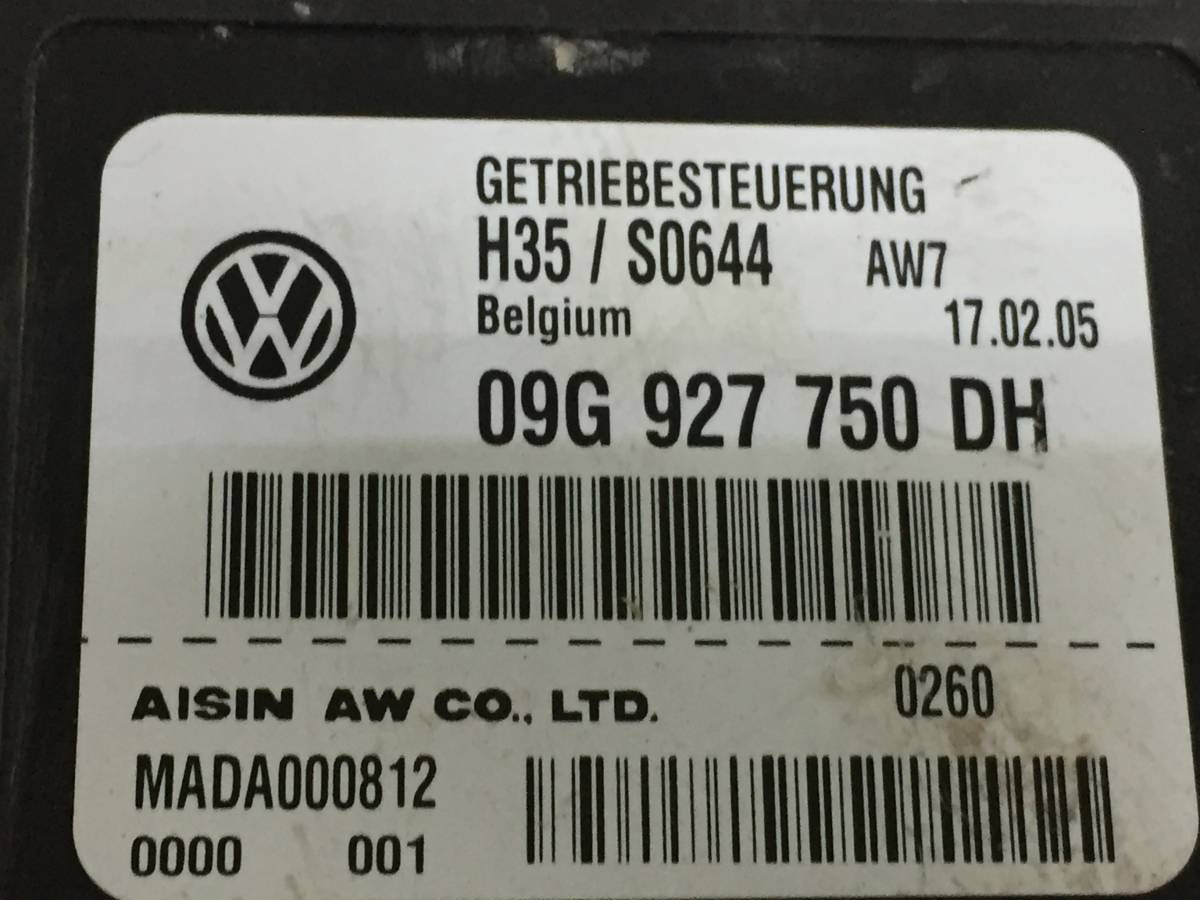 GETRIEBESTEUERUNG
H35 / S0644 AW7
Belgium 17.02.05
09G 927 750 DH
AISIN AW CO., LTD. 0260
MADA000812
0000 001